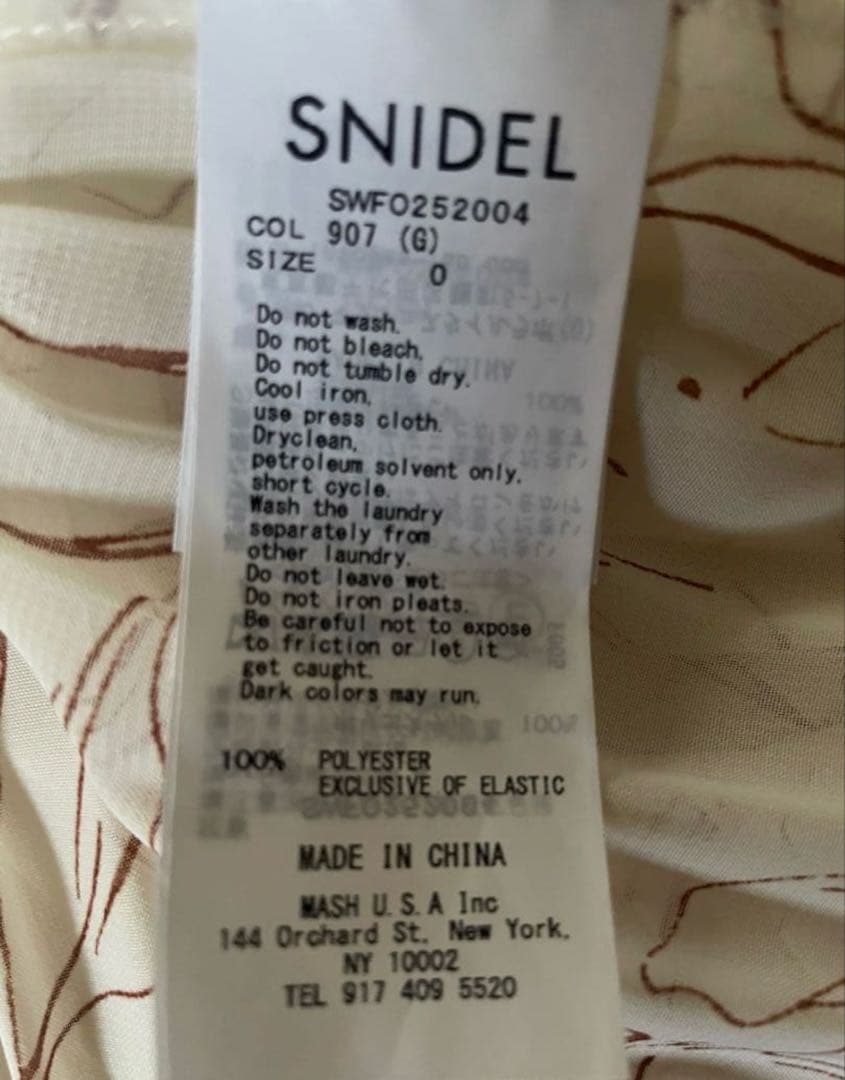 SNIDEL
SWFO252004
COL 907 (G)
SIZE 0
Do not wash.
Do not bleach.
Do not tumble dry.
Cool iron,
use press cloth.
Dryclean,
petroleum solvent only,
short cycle.
Wash the laundry
separately from
other laundry.
Do not leave wet.
Do not iron pleats.
Be careful not to expose
to friction or let it
get caught.
Dark colors may run.
100% POLYESTER
EXCLUSIVE OF ELASTIC
MADE IN CHINA
MASH U.S.A Inc
144 Orchard St. New York.
NY 10002
TEL 917 409 5520